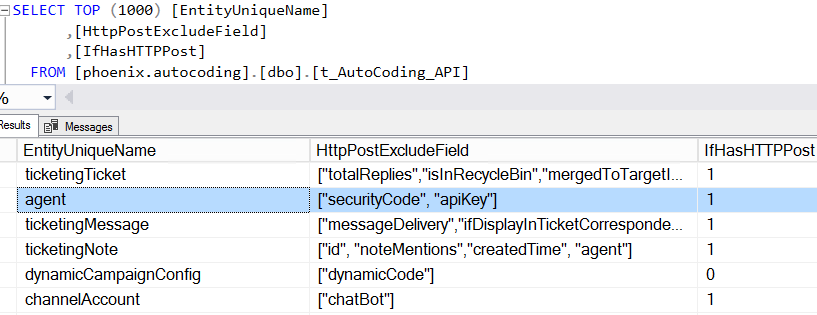 SELECT TOP (1000) [EntityUniqueName]
,[HttpPostExcludeField]
,[IfHasHTTPPost]
FROM [phoenix.autocoding].[dbo].[t_AutoCoding_API]
%
Results Messages
EntityUniqueName HttpPostExcludeField IfHasHTTPPost
ticketingTicket ["totalReplies","isInRecycleBin","mergedToTargetI... 1
agent ["securityCode", "apiKey"] 1
ticketingMessage ["messageDelivery","ifDisplayInTicketCorresponde... 1
ticketingNote ["id", "noteMentions","createdTime", "agent"] 1
dynamicCampaignConfig ["dynamicCode"] 0
channelAccount ["chatBot"] 1